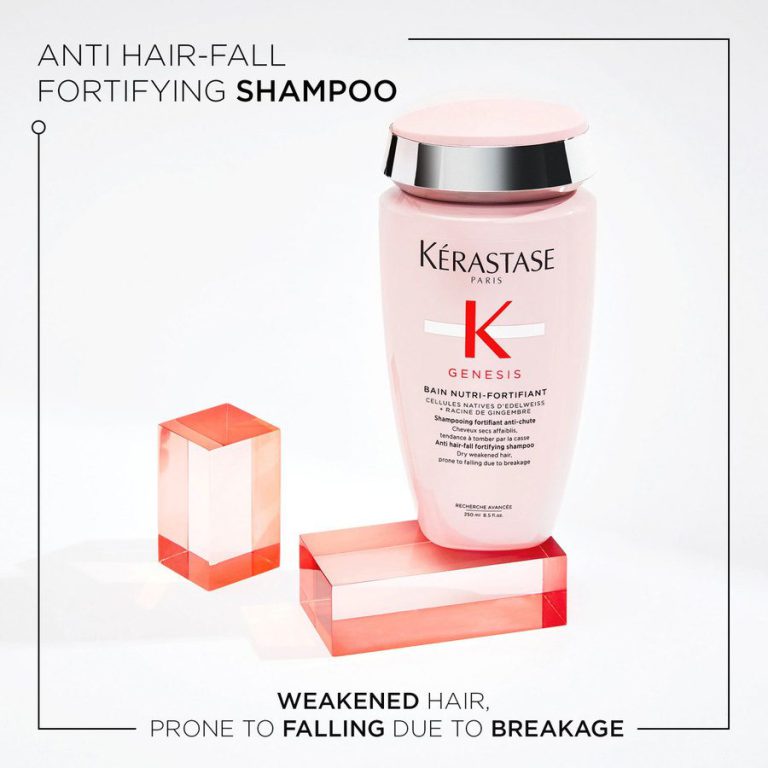 ANTI HAIR-FALL
FORTIFYING SHAMPOO
KÉRASTASE
PARIS
K
GENESIS
BAIN NUTRI-FORTIFIANT
CELLULES NATIVES D'EDELWEISS
+ RACINE DE GINGEMBRE
Shampooing fortifiant anti-chute
Cheveux secs affaiblis,
tendance à tomber par la casse
Anti hair-fall fortifying shampoo
Dry weakened hair,
prone to falling due to breakage
RECHERCHE AVANCÉE
250 ml 8.5 fl.oz.
WEAKENED HAIR,
PRONE TO FALLING DUE TO BREAKAGE